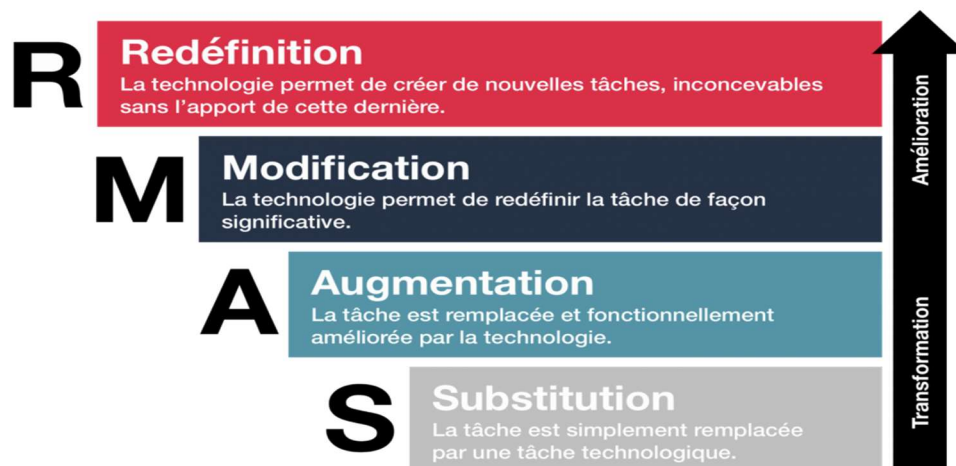 R
Redéfinition
La technologie permet de créer de nouvelles tâches, inconcevables
sans l'apport de cette dernière.
M
Modification
La technologie permet de redéfinir la tâche de façon
significative.
A
Augmentation
La tâche est remplacée et fonctionnellement
améliorée par la technologie.
S
Substitution
La tâche est simplement remplacée
par une tâche technologique.
Amélioration
Transformation